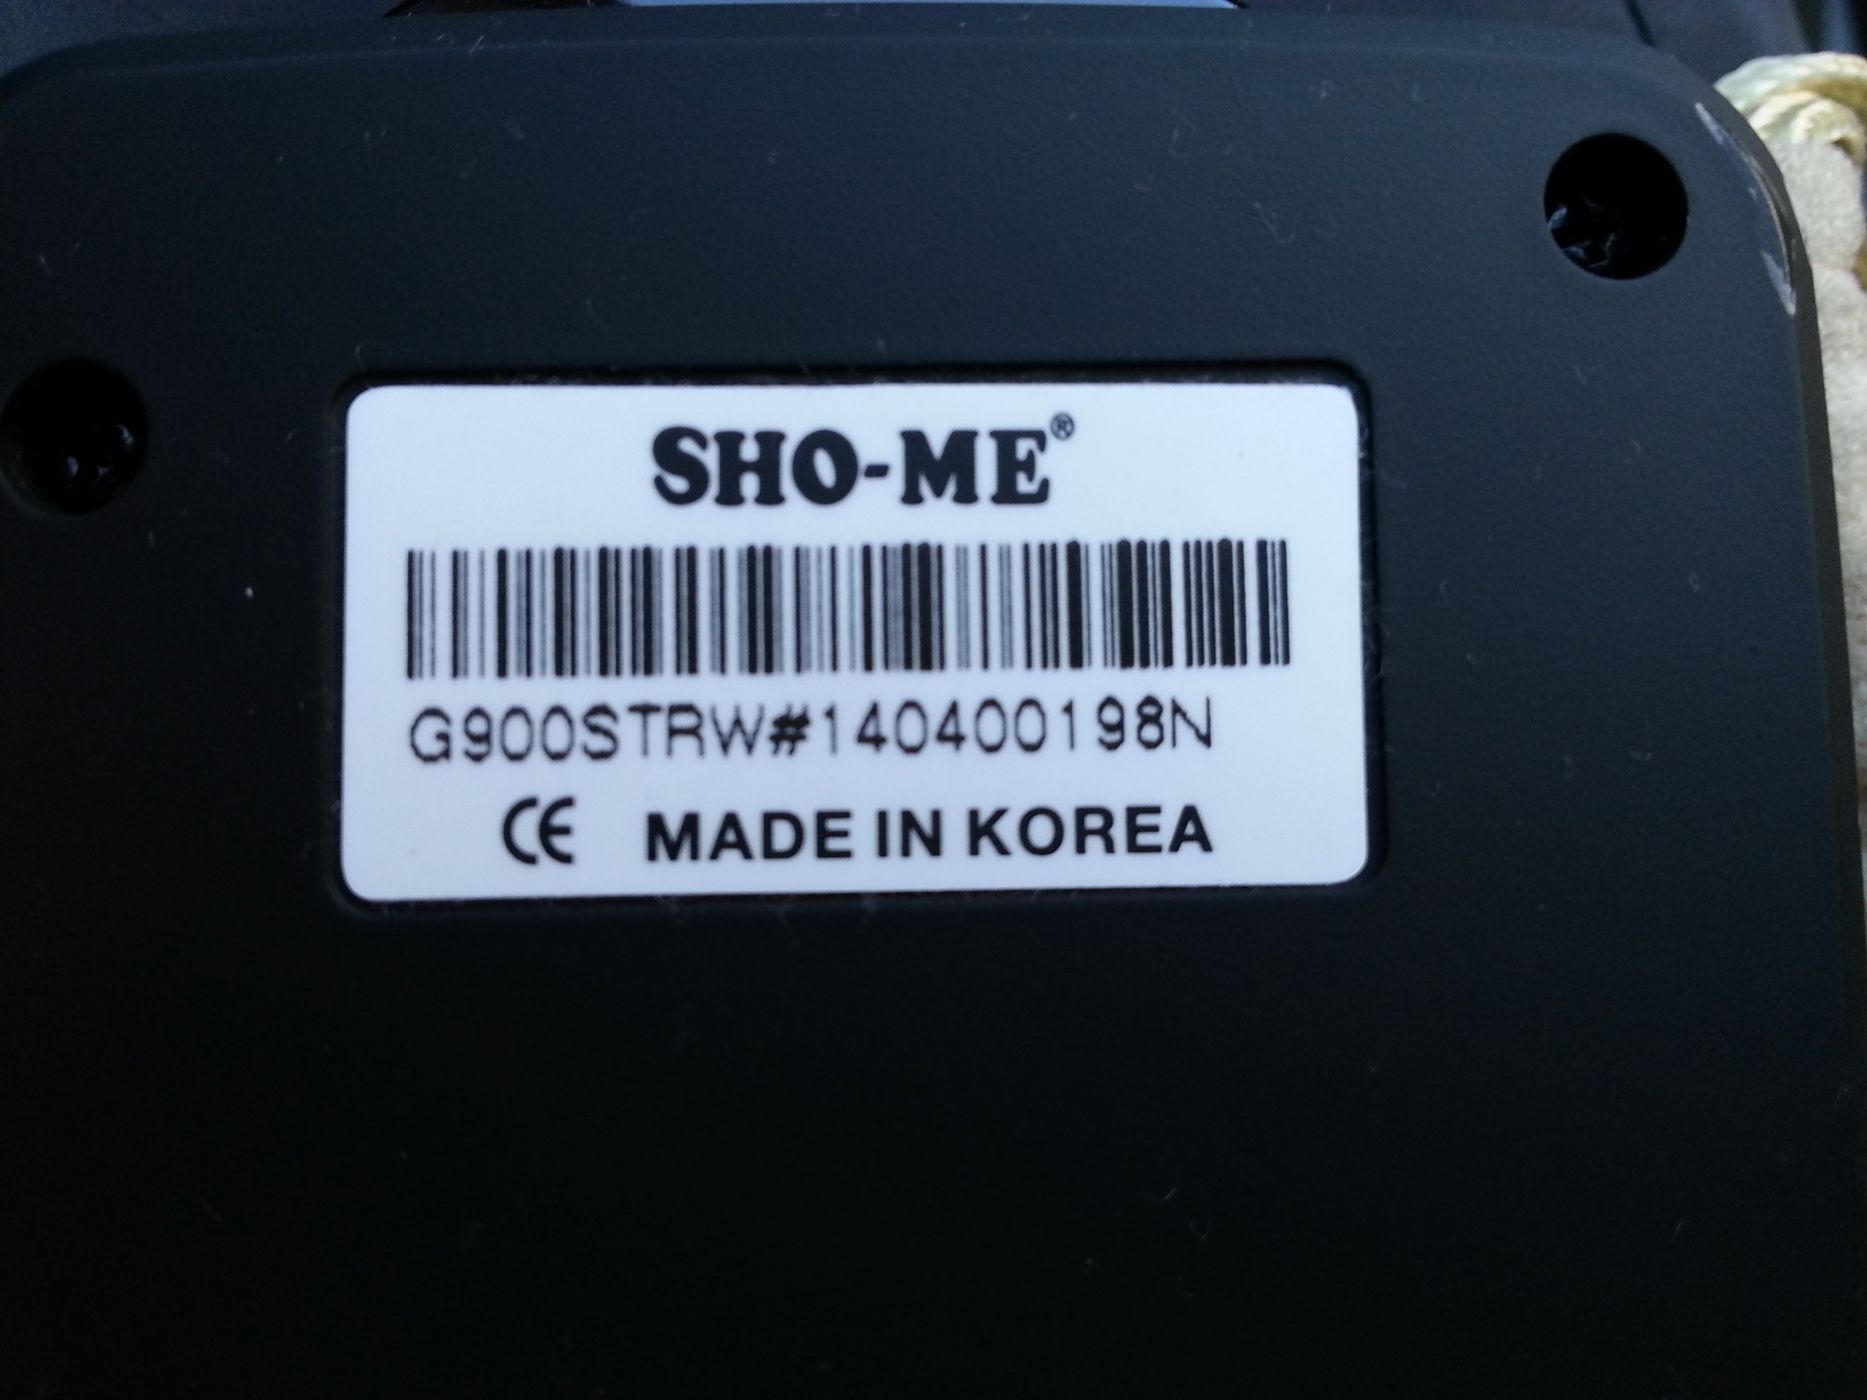 SHO-ME®
G900STRW#140400198N
CE MADE IN KOREA